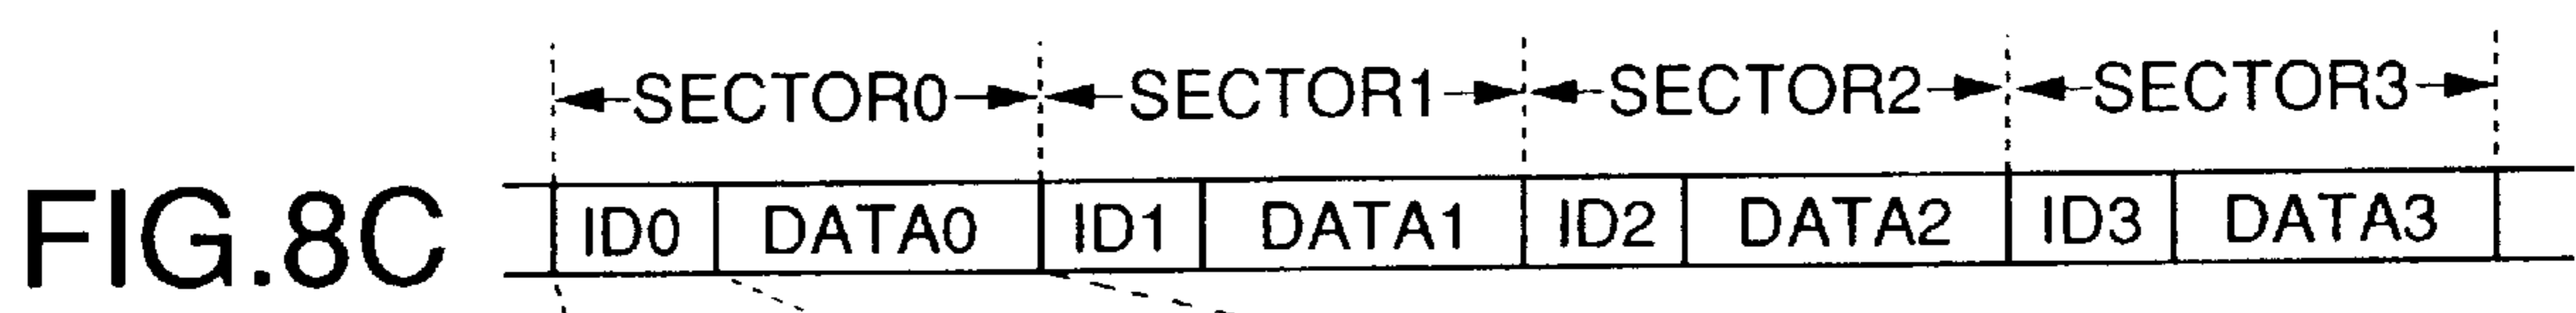 SECTOR0 SECTOR1 SECTOR2 SECTOR3
FIG.8C ID0 DATA0 ID1 DATA1 ID2 DATA2 ID3 DATA3